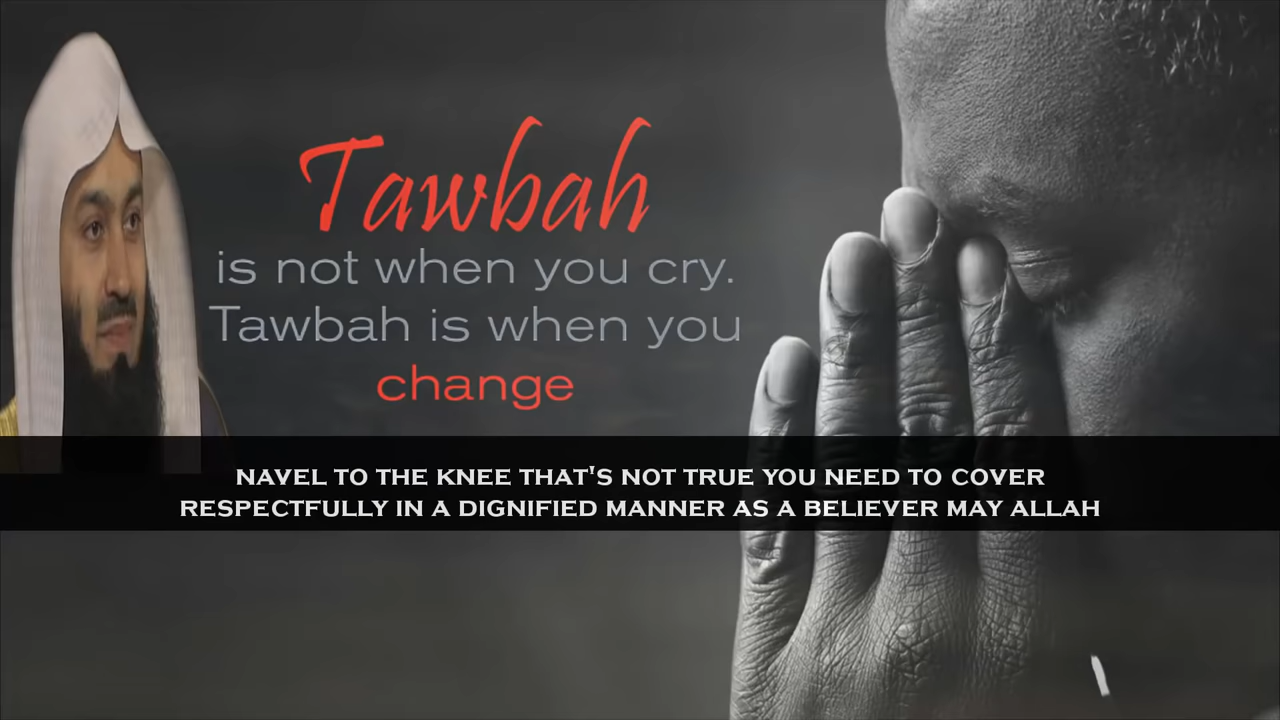 Tawbah
is not when you cry.
Tawbah is when you
change
NAVEL TO THE KNEE THAT'S NOT TRUE YOU NEED TO COVER
RESPECTFULLY IN A DIGNIFIED MANNER AS A BELIEVER MAY ALLAH